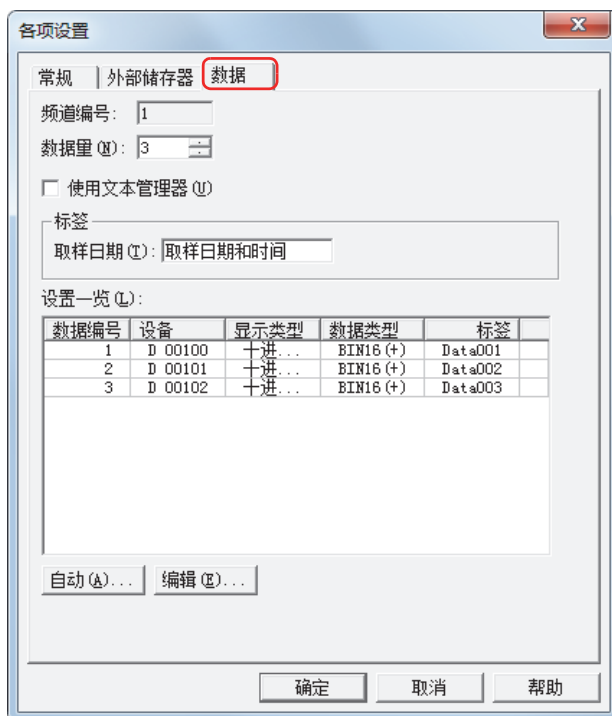 各项设置
常规 外部储存器 数据
频道编号： 1
数据量(N)： 3
使用文本管理器(U)
标签
取样日期(T)：取样日期和时间
设置一览(L)：
数据编号 设备 显示类型 数据类型 标签
1 D 00100 十进... BIN16(+) Data001
2 D 00101 十进... BIN16(+) Data002
3 D 00102 十进... BIN16(+) Data003
自动(A)... 编辑(E)...
确定 取消 帮助